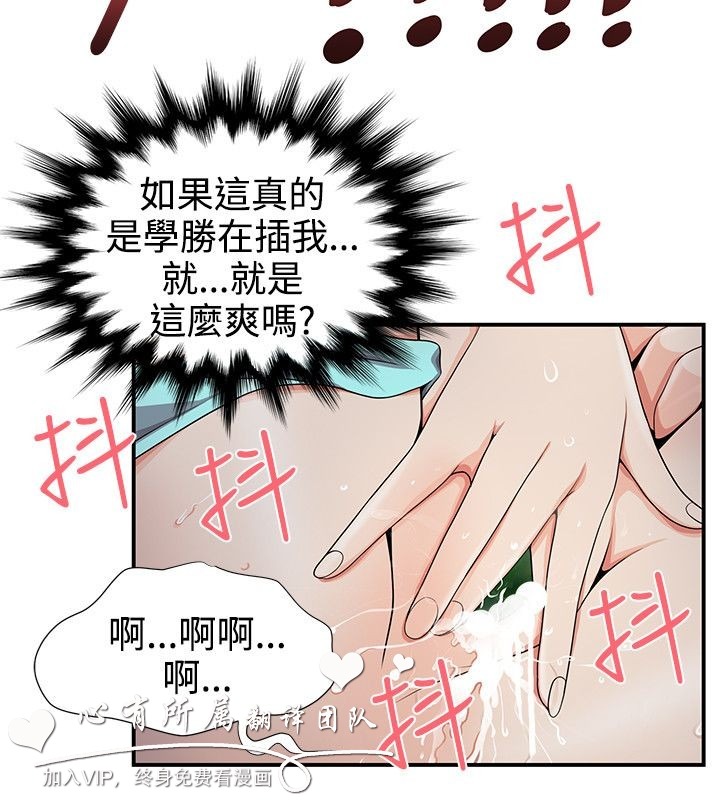 如果這真的
是學勝在插我...
就...就是
這麼爽嗎?
抖
抖
抖
抖
抖
啊...啊啊...
啊...
心有所属翻译团队
加入VIP，终身免费看漫画